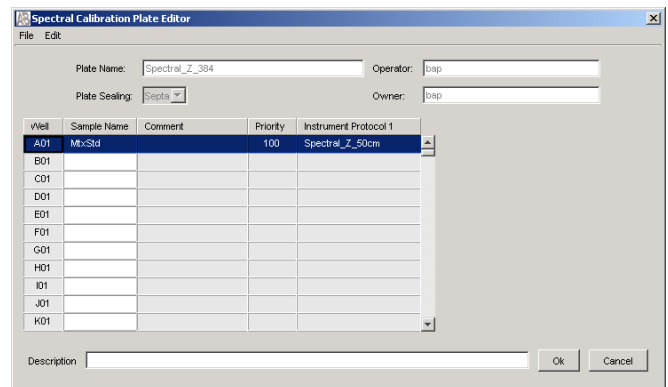 Spectral Calibration Plate Editor
File Edit
Plate Name: Spectral_Z_384 Operator: bap
Plate Sealing: Septa Owner: bap
Well Sample Name Comment Priority Instrument Protocol 1
A01 MtxStd 100 Spectral_Z_50cm
B01
C01
D01
E01
F01
G01
H01
I01
J01
K01
Description Ok Cancel